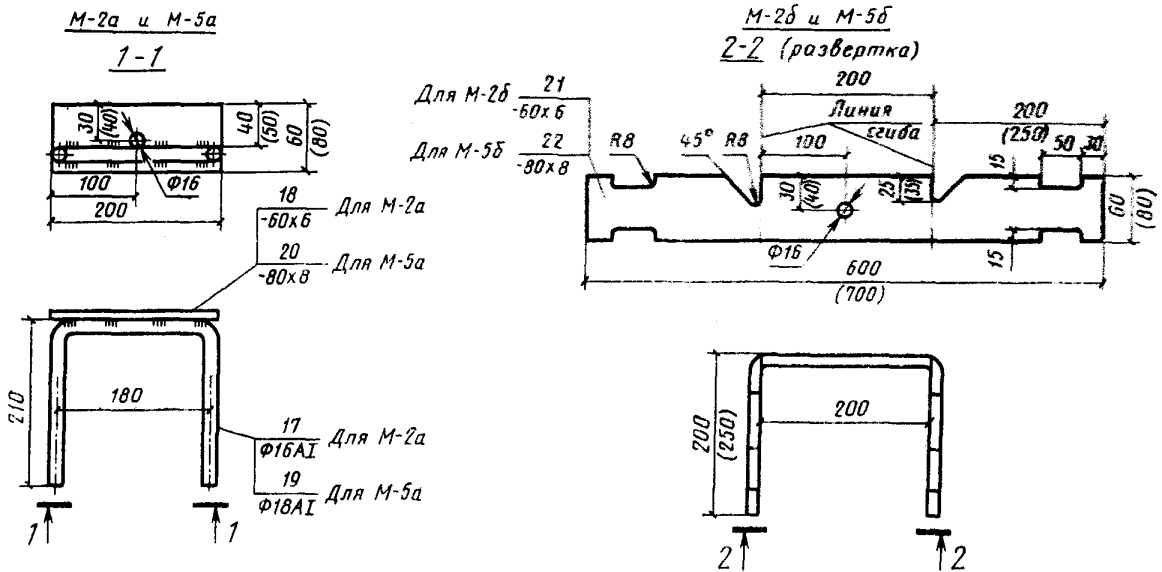 М-2а и М-5а
1-1
30
(40)
40
(50)
60
(80)
100
Ф16
200
18
-60х6
Для М-2а
20
-80х8
Для М-5а
210
180
17
Ф16АI
Для М-2а
19
Ф18АI
Для М-5а
1
1
М-2б и М-5б
2-2 (развертка)
200
Для М-2б
21
-60х6
Линия
сгиба
200
(250)
Для М-5б
22
-80х8
R8
45°
R8
100
15
50
30
30
(40)
25
(35)
60
(80)
Ф16
15
600
(700)
200
(250)
200
2
2